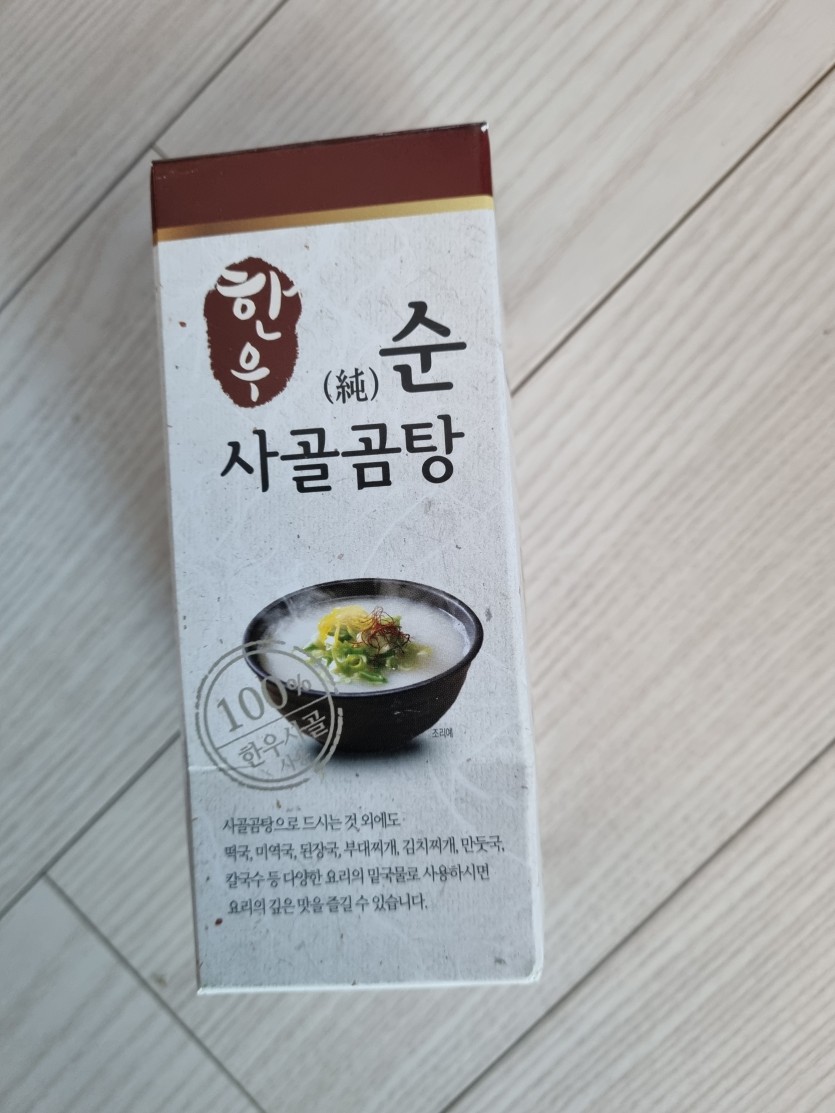 한우
순
(純)
사골곰탕
100%
한우사골
조리예
사골곰탕으로 드시는 것 외에도
떡국, 미역국, 된장국, 부대찌개, 김치찌개, 만둣국,
칼국수 등 다양한 요리의 밑국물로 사용하시면
요리의 깊은 맛을 즐길 수 있습니다.